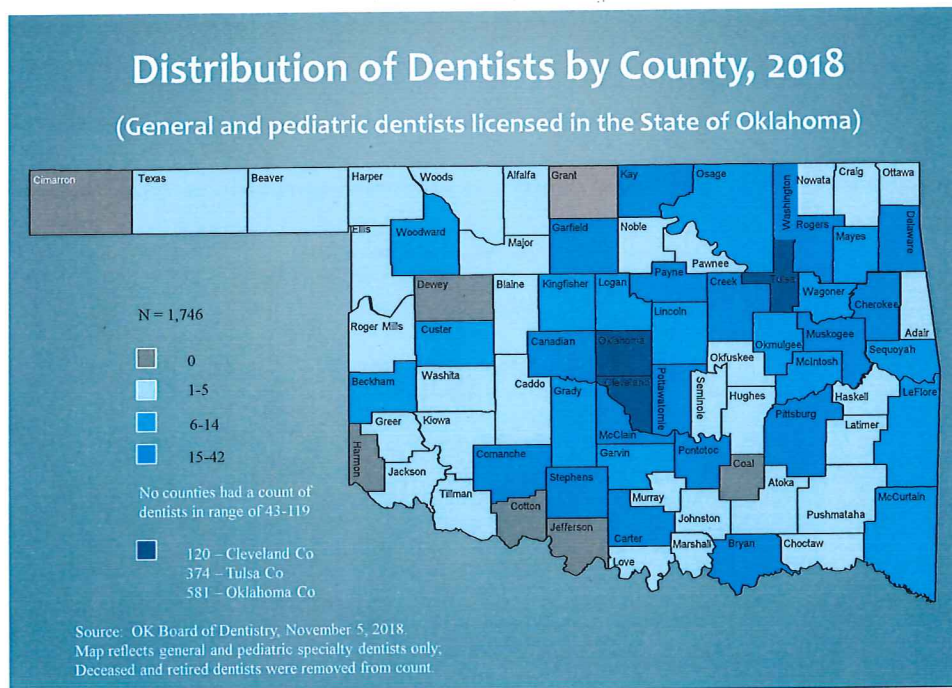 Distribution of Dentists by County, 2018
(General and pediatric dentists licensed in the State of Oklahoma)
Cimarron
Texas
Beaver
Harper
Woods
Alfalfa
Grant
Kay
Osage
Washington
Nowata
Craig
Ottawa
Ellis
Woodward
Major
Garfield
Noble
Pawnee
Rogers
Mayes
Delaware
Dewey
Blaine
Kingfisher
Logan
Payne
Creek
Tulsa
Wagoner
Cherokee
Adair
Roger Mills
Custer
Canadian
Oklahoma
Lincoln
Okmulgee
Muskogee
McIntosh
Sequoyah
Beckham
Washita
Caddo
Grady
Cleveland
Pottawatomie
Seminole
Okfuskee
Hughes
Pittsburg
Haskell
LeFlore
Latimer
Greer
Kiowa
McClain
Harmon
Jackson
Comanche
Garvin
Pontotoc
Coal
Tillman
Cotton
Stephens
Murray
Atoka
Pushmataha
McCurtain
Jefferson
Carter
Johnston
Love
Marshall
Bryan
Choctaw
N = 1,746
0
1-5
6-14
15-42
No counties had a count of
dentists in range of 43-119
120 – Cleveland Co
374 – Tulsa Co
581 – Oklahoma Co
Source: OK Board of Dentistry, November 5, 2018.
Map reflects general and pediatric specialty dentists only;
Deceased and retired dentists were removed from count.